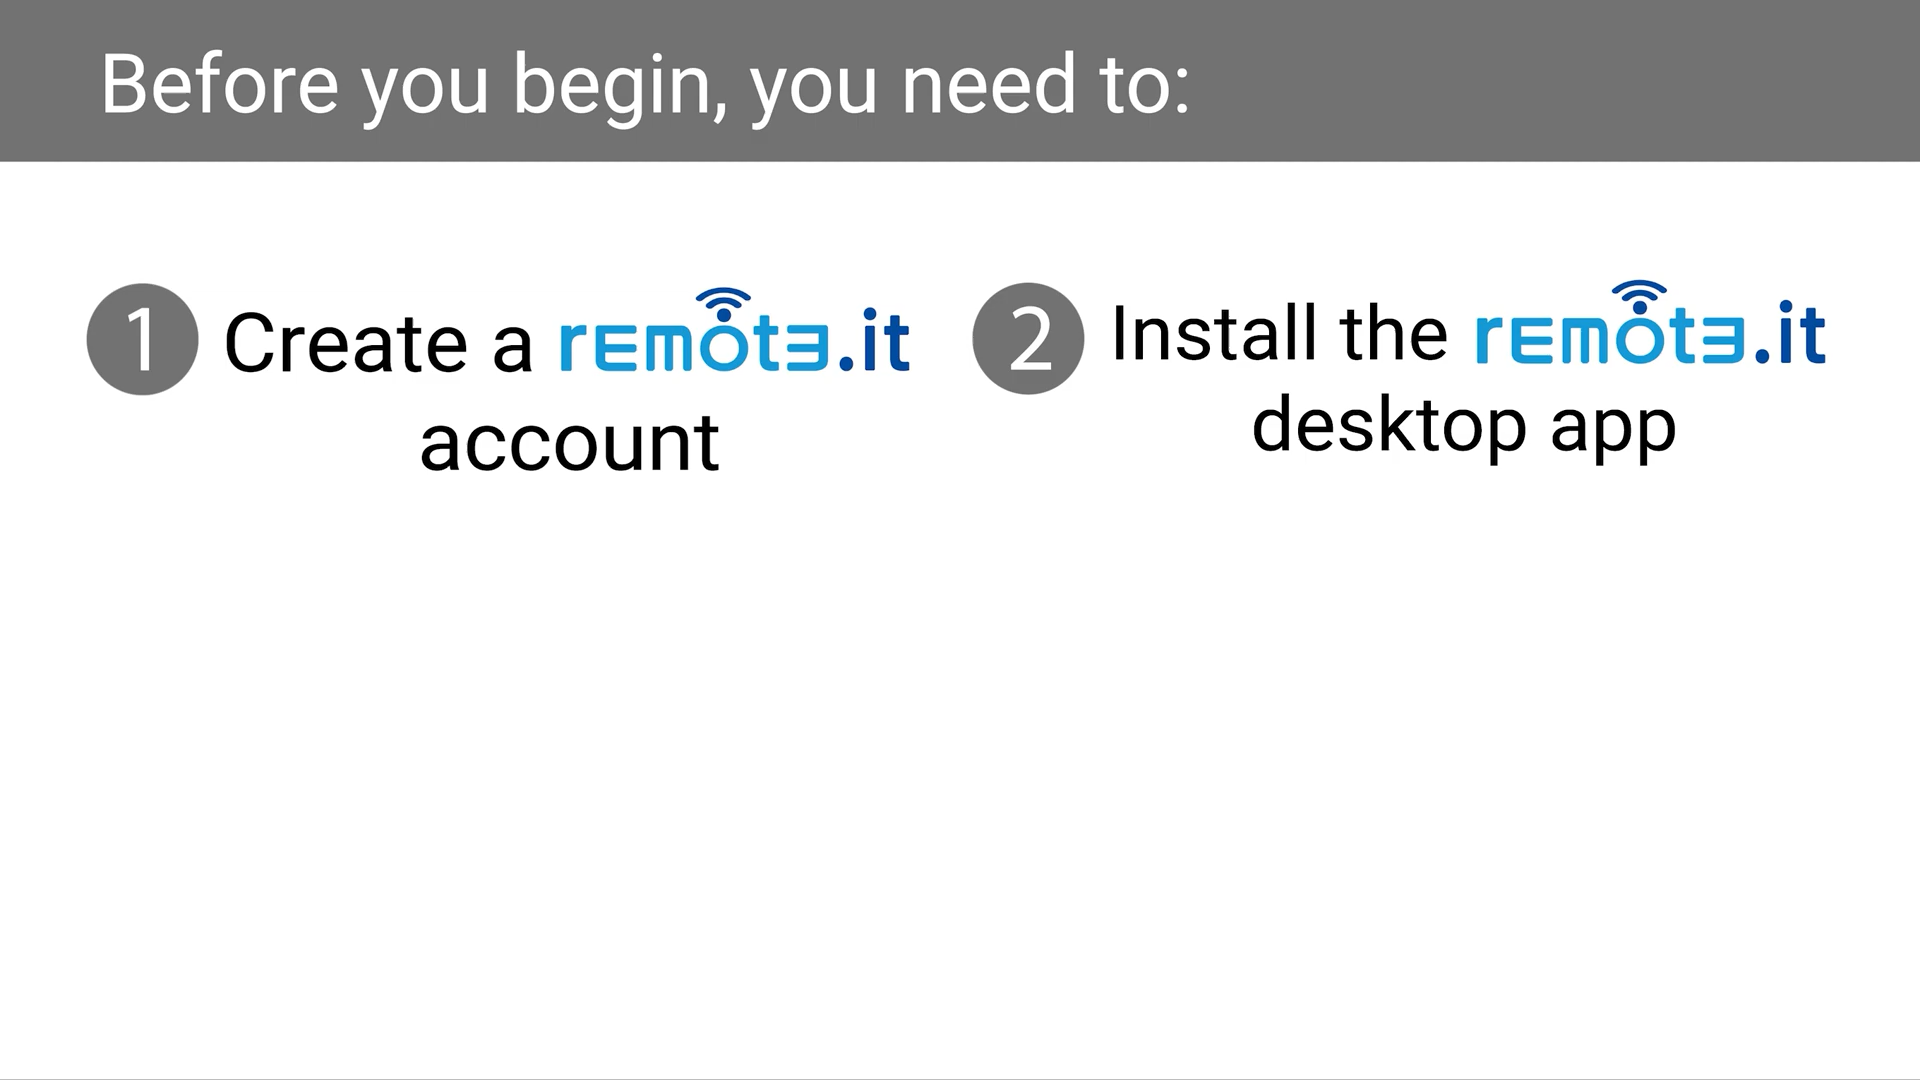 Before you begin, you need to:
1 Create a remote.it
account
2 Install the remote.it
desktop app